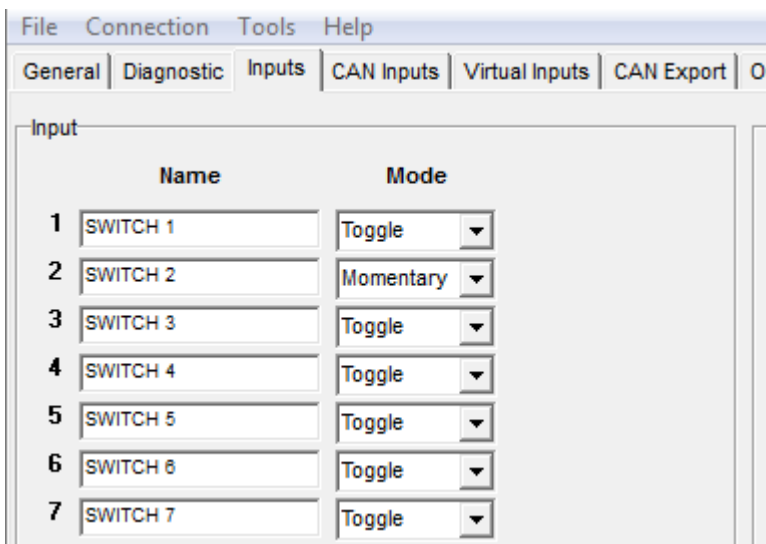 File Connection Tools Help
General Diagnostic Inputs CAN Inputs Virtual Inputs CAN Export O
Input
Name Mode
1 SWITCH 1 Toggle
2 SWITCH 2 Momentary
3 SWITCH 3 Toggle
4 SWITCH 4 Toggle
5 SWITCH 5 Toggle
6 SWITCH 6 Toggle
7 SWITCH 7 Toggle